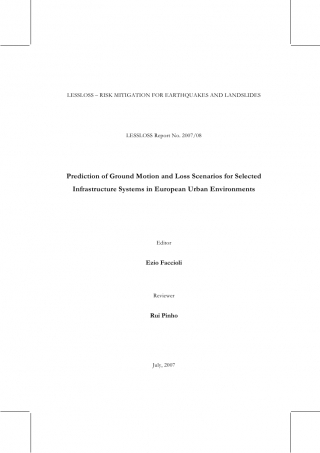 LESSLOSS – RISK MITIGATION FOR EARTHQUAKES AND LANDSLIDES
LESSLOSS Report No. 2007/08
Prediction of Ground Motion and Loss Scenarios for Selected
Infrastructure Systems in European Urban Environments
Editor
Ezio Faccioli
Reviewer
Rui Pinho
July, 2007